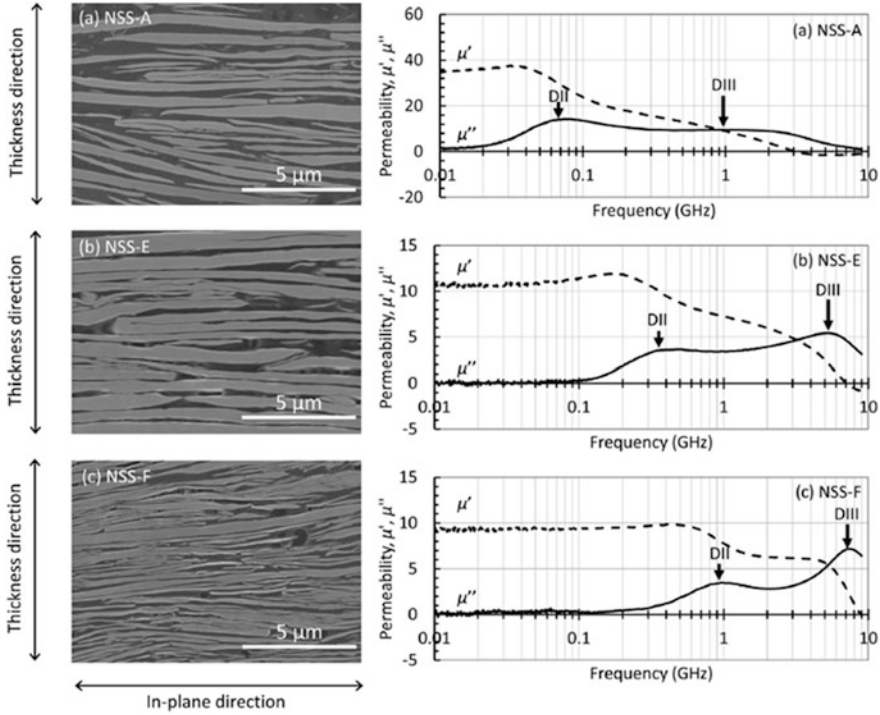 Thickness direction
(a) NSS-A
5 μm
Permeability, μ', μ"
60
40
20
0
-20
μ'
μ"
DII
DIII
(a) NSS-A
0.01
0.1
1
10
Frequency (GHz)
Thickness direction
(b) NSS-E
5 μm
Permeability, μ', μ"
15
10
5
0
-5
μ'
μ"
DII
DIII
(b) NSS-E
0.01
0.1
1
10
Frequency (GHz)
Thickness direction
(c) NSS-F
5 μm
Permeability, μ', μ"
15
10
5
0
-5
μ'
μ"
DII
DIII
(c) NSS-F
0.01
0.1
1
10
Frequency (GHz)
In-plane direction